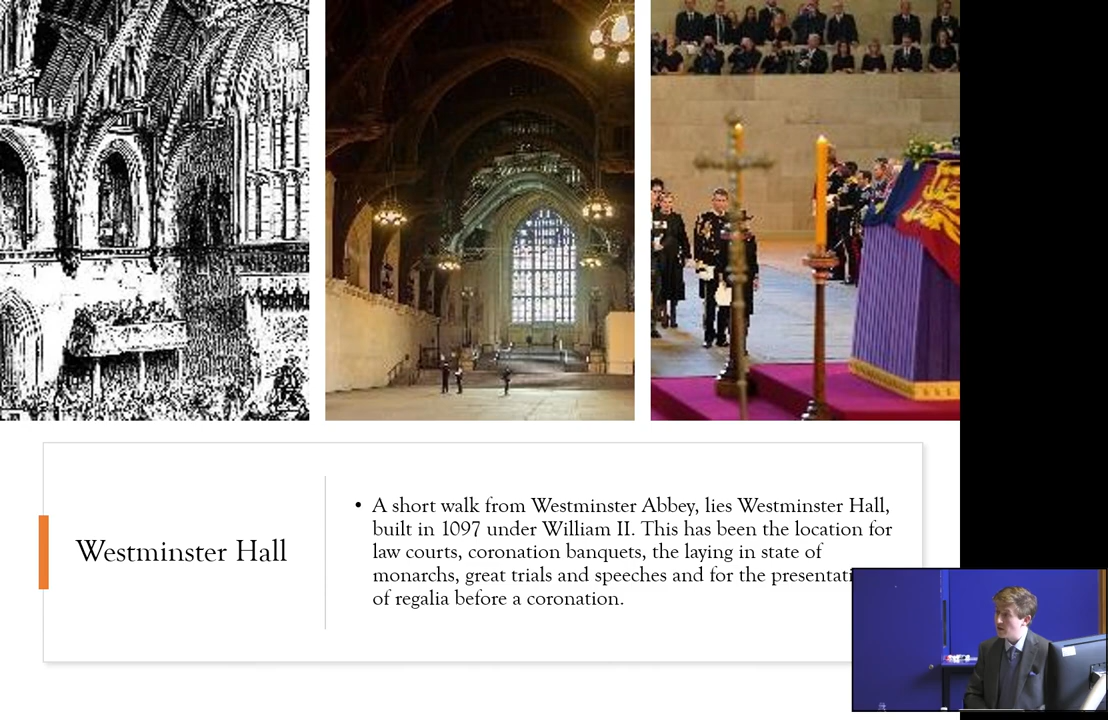 Westminster Hall
• A short walk from Westminster Abbey, lies Westminster Hall,
built in 1097 under William II. This has been the location for
law courts, coronation banquets, the laying in state of
monarchs, great trials and speeches and for the
of regalia before a coronation.